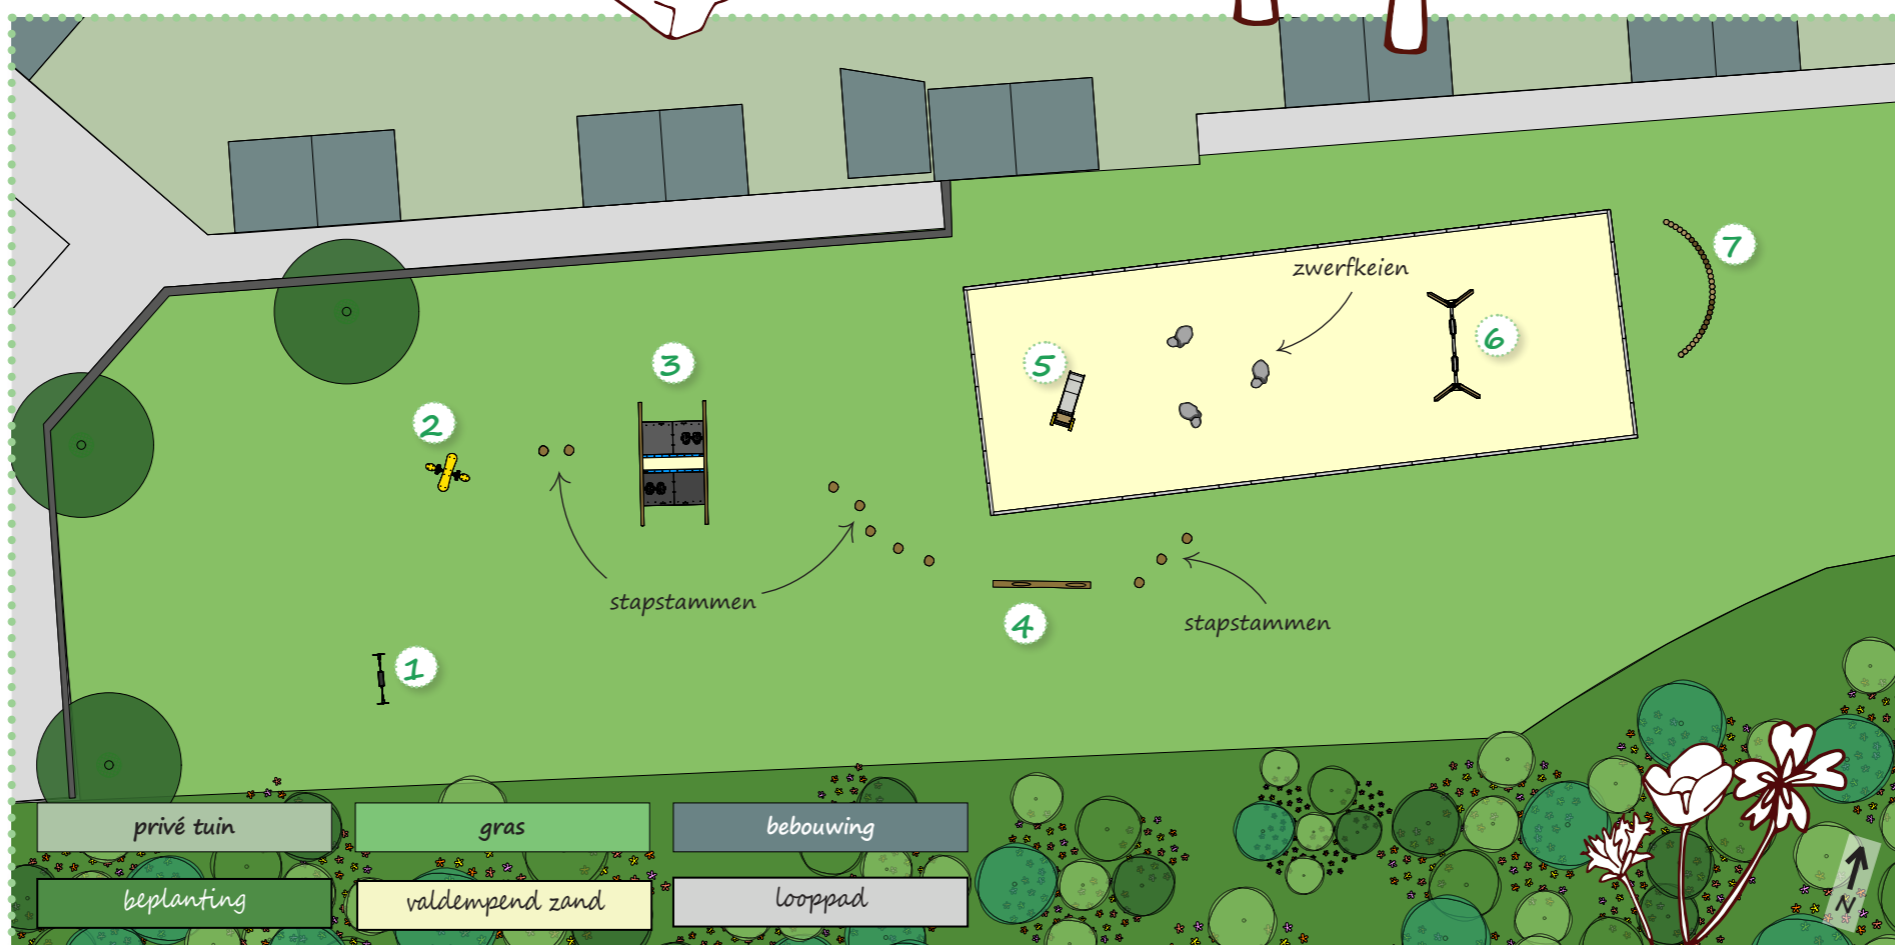 zwerfkeien
7
6
5
3
2
stapstammen
4
stapstammen
1
privé tuin
gras
bebouwing
beplanting
valdempend zand
looppad
N